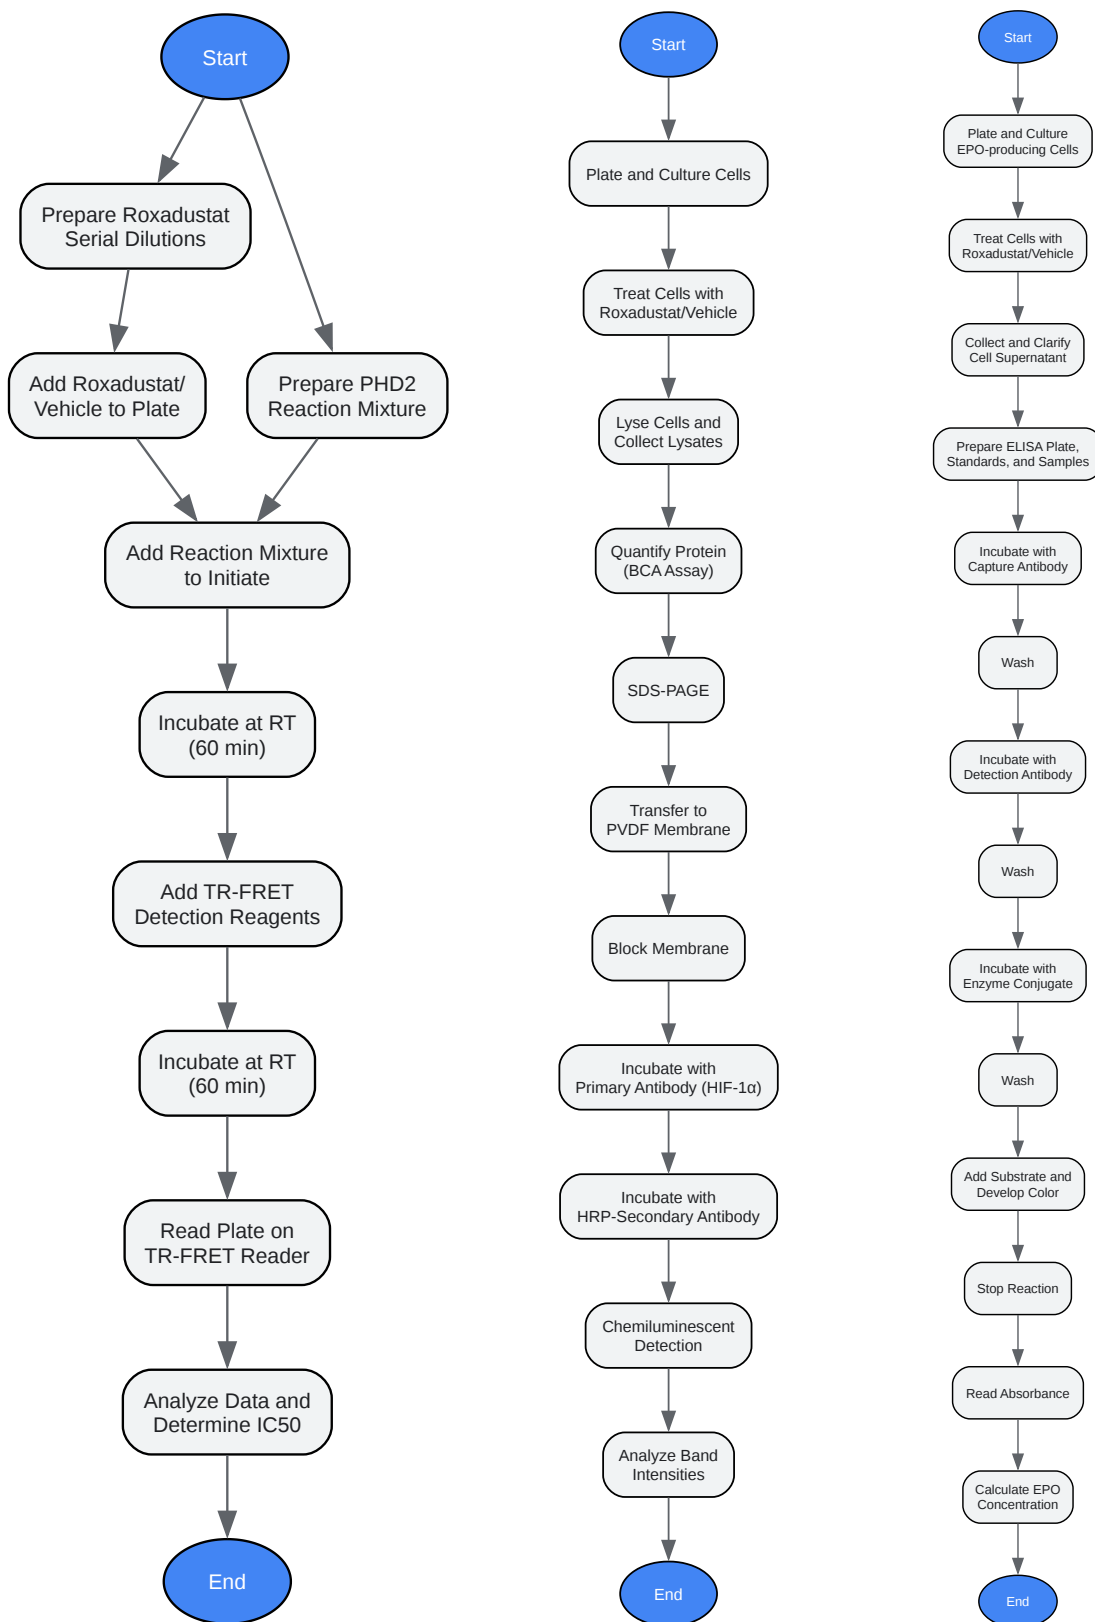 Start
Prepare Roxadustat
Serial Dilutions
Add Roxadustat/
Vehicle to Plate
Prepare PHD2
Reaction Mixture
Add Reaction Mixture
to Initiate
Incubate at RT
(60 min)
Add TR-FRET
Detection Reagents
Incubate at RT
(60 min)
Read Plate on
TR-FRET Reader
Analyze Data and
Determine IC50
End
Start
Plate and Culture Cells
Treat Cells with
Roxadustat/Vehicle
Lyse Cells and
Collect Lysates
Quantify Protein
(BCA Assay)
SDS-PAGE
Transfer to
PVDF Membrane
Block Membrane
Incubate with
Primary Antibody (HIF-1α)
Incubate with
HRP-Secondary Antibody
Chemiluminescent
Detection
Analyze Band
Intensities
End
Start
Plate and Culture
EPO-producing Cells
Treat Cells with
Roxadustat/Vehicle
Collect and Clarify
Cell Supernatant
Prepare ELISA Plate,
Standards, and Samples
Incubate with
Capture Antibody
Wash
Incubate with
Detection Antibody
Wash
Incubate with
Enzyme Conjugate
Wash
Add Substrate and
Develop Color
Stop Reaction
Read Absorbance
Calculate EPO
Concentration
End